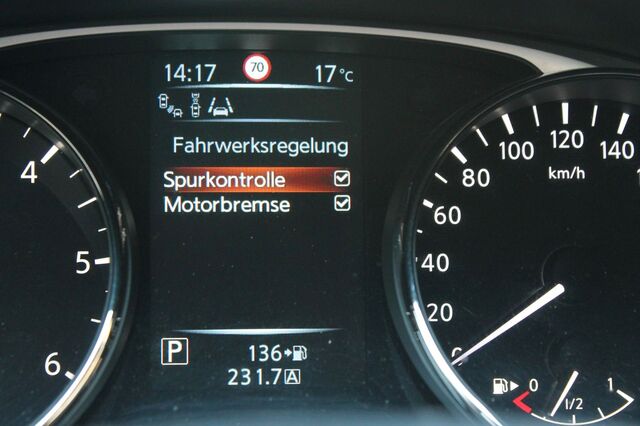 14:17 70 17 °C
Fahrwerksregelung
Spurkontrolle
Motorbremse
P 136
231.7 A
4
5
6
0
20
40
60
80
100
120
140
km/h
0 1/2 1